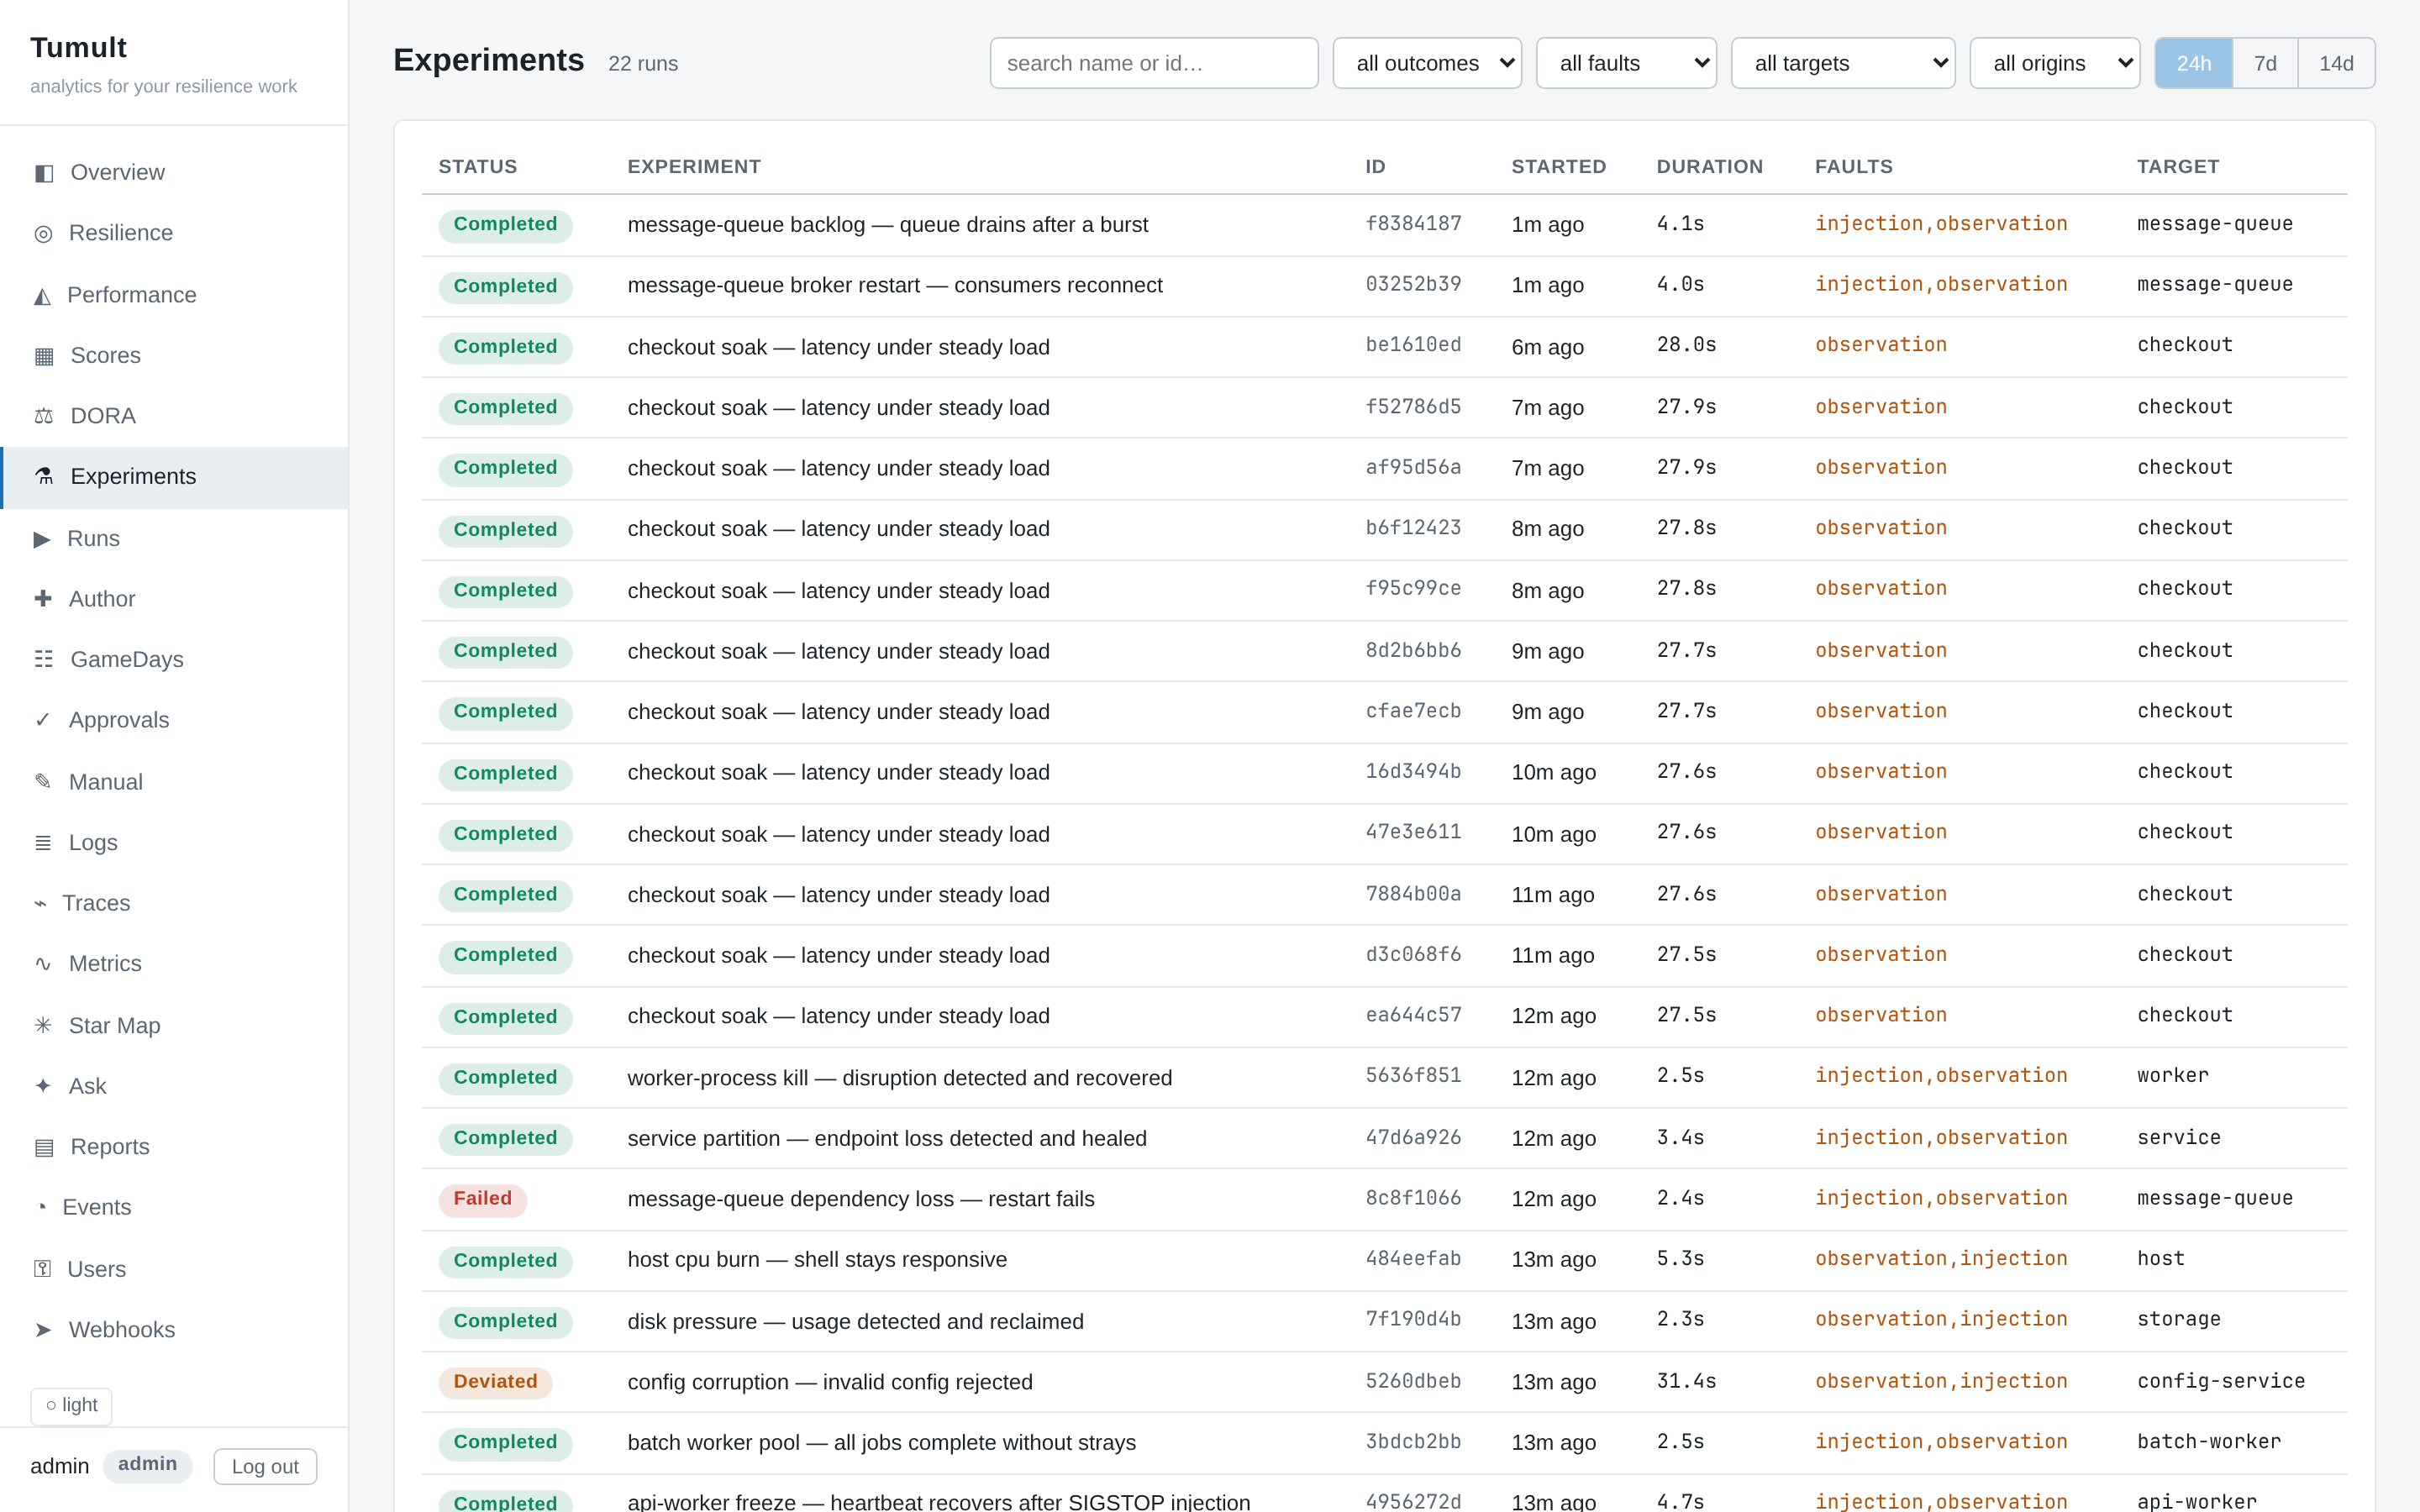 Tumult
analytics for your resilience work
Overview
Resilience
Performance
Scores
DORA
Experiments
Runs
Author
GameDays
Approvals
Manual
Logs
Traces
Metrics
Star Map
Ask
Reports
Events
Users
Webhooks
light
admin admin Log out
Experiments 22 runs search name or id… all outcomes all faults all targets all origins 24h 7d 14d
STATUS EXPERIMENT ID STARTED DURATION FAULTS TARGET
Completed message-queue backlog — queue drains after a burst f8384187 1m ago 4.1s injection,observation message-queue
Completed message-queue broker restart — consumers reconnect 03252b39 1m ago 4.0s injection,observation message-queue
Completed checkout soak — latency under steady load be1610ed 6m ago 28.0s observation checkout
Completed checkout soak — latency under steady load f52786d5 7m ago 27.9s observation checkout
Completed checkout soak — latency under steady load af95d56a 7m ago 27.9s observation checkout
Completed checkout soak — latency under steady load b6f12423 8m ago 27.8s observation checkout
Completed checkout soak — latency under steady load f95c99ce 8m ago 27.8s observation checkout
Completed checkout soak — latency under steady load 8d2b6bb6 9m ago 27.7s observation checkout
Completed checkout soak — latency under steady load cfae7ecb 9m ago 27.7s observation checkout
Completed checkout soak — latency under steady load 16d3494b 10m ago 27.6s observation checkout
Completed checkout soak — latency under steady load 47e3e611 10m ago 27.6s observation checkout
Completed checkout soak — latency under steady load 7884b00a 11m ago 27.6s observation checkout
Completed checkout soak — latency under steady load d3c068f6 11m ago 27.5s observation checkout
Completed checkout soak — latency under steady load ea644c57 12m ago 27.5s observation checkout
Completed worker-process kill — disruption detected and recovered 5636f851 12m ago 2.5s injection,observation worker
Completed service partition — endpoint loss detected and healed 47d6a926 12m ago 3.4s injection,observation service
Failed message-queue dependency loss — restart fails 8c8f1066 12m ago 2.4s injection,observation message-queue
Completed host cpu burn — shell stays responsive 484eefab 13m ago 5.3s observation,injection host
Completed disk pressure — usage detected and reclaimed 7f190d4b 13m ago 2.3s observation,injection storage
Deviated config corruption — invalid config rejected 5260dbeb 13m ago 31.4s observation,injection config-service
Completed batch worker pool — all jobs complete without strays 3bdcb2bb 13m ago 2.5s injection,observation batch-worker
Completed api-worker freeze — heartbeat recovers after SIGSTOP injection 4956272d 13m ago 4.7s injection,observation api-worker